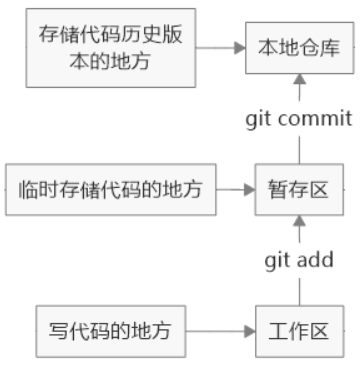 存储代码历史版
本的地方
本地仓库
git commit
临时存储代码的地方
暂存区
git add
写代码的地方
工作区